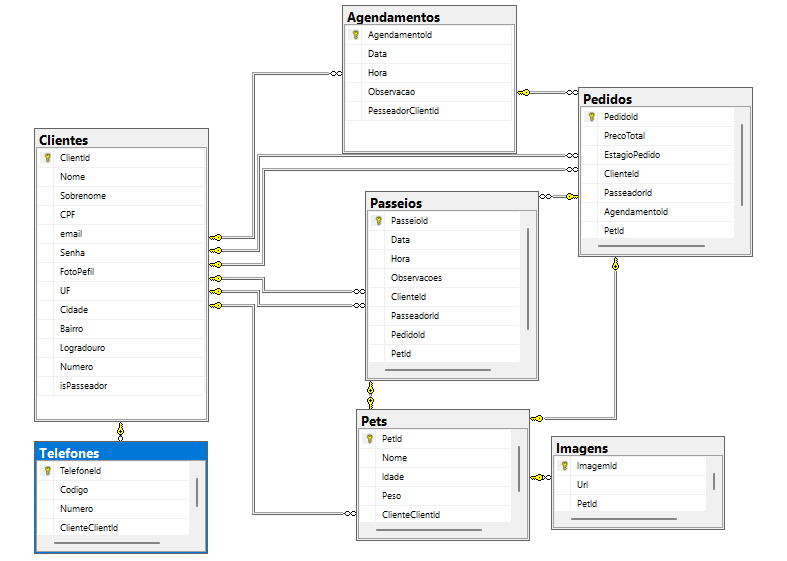 Agendamentos
AgendamentoId
Data
Hora
Observacao
PesseadorClientId
Pedidos
PedidoId
PrecoTotal
EstagioPedido
ClienteId
PasseadorId
AgendamentoId
PetId
Clientes
ClientId
Nome
Sobrenome
CPF
email
Senha
FotoPefil
UF
Cidade
Bairro
Logradouro
Numero
isPasseador
Passeios
PasseioId
Data
Hora
Observacoes
ClienteId
PasseadorId
PedidoId
PetId
Telefones
TelefoneId
Codigo
Numero
ClienteClientId
Pets
PetId
Nome
Idade
Peso
ClienteClientId
Imagens
ImagemId
Url
PetId